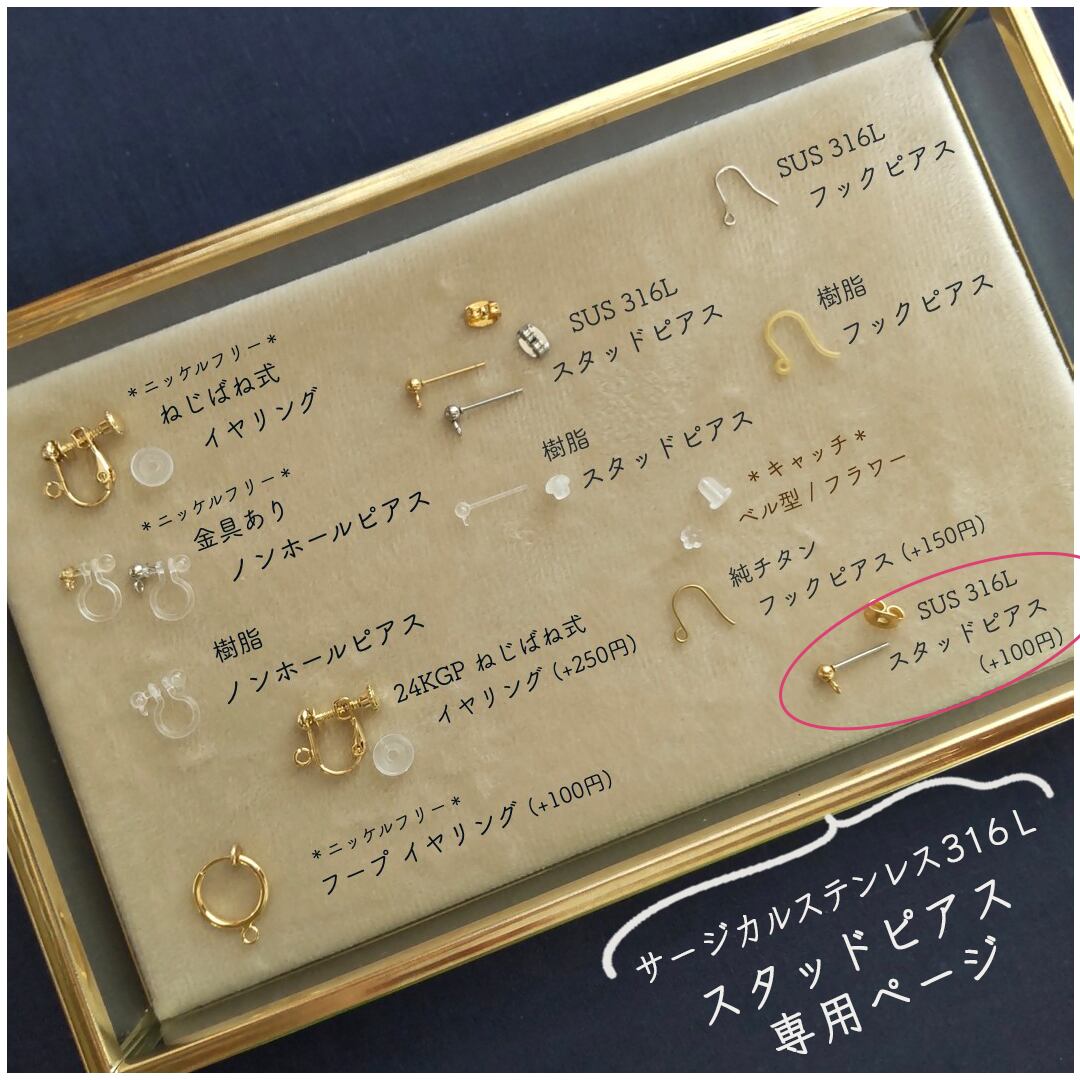 SUS 316L
フックピアス
SUS 316L
スタッドピアス
樹脂
フックピアス
*ニッケルフリー*
ねじばね式
イヤリング
樹脂
スタッドピアス
*キャッチ*
ベル型 / フラワー
*ニッケルフリー*
金具あり
ノンホールピアス
純チタン
フックピアス (+150円)
SUS 316L
スタッドピアス
(+100円)
樹脂
ノンホールピアス
24KGP ねじばね式
イヤリング (+250円)
*ニッケルフリー*
フープ イヤリング (+100円)
サージカルステンレス316L
スタッドピアス
専用ページ